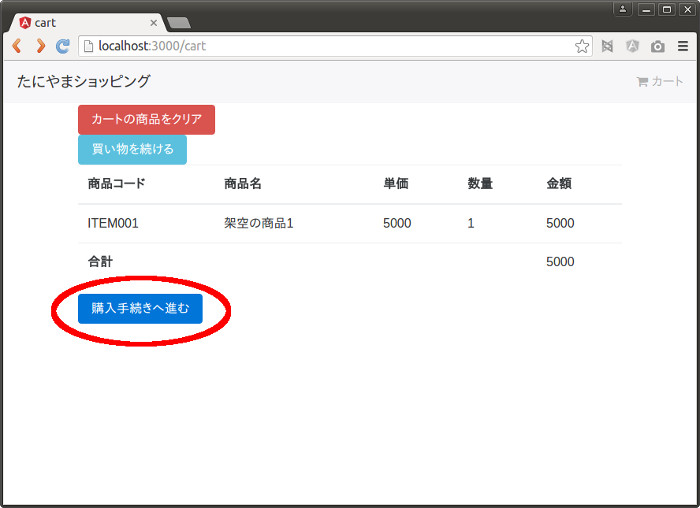 cart
localhost:3000/cart
たにやまショッピング カート
カートの商品をクリア
買い物を続ける
商品コード 商品名 単価 数量 金額
ITEM001 架空の商品1 5000 1 5000
合計 5000
購入手続きへ進む